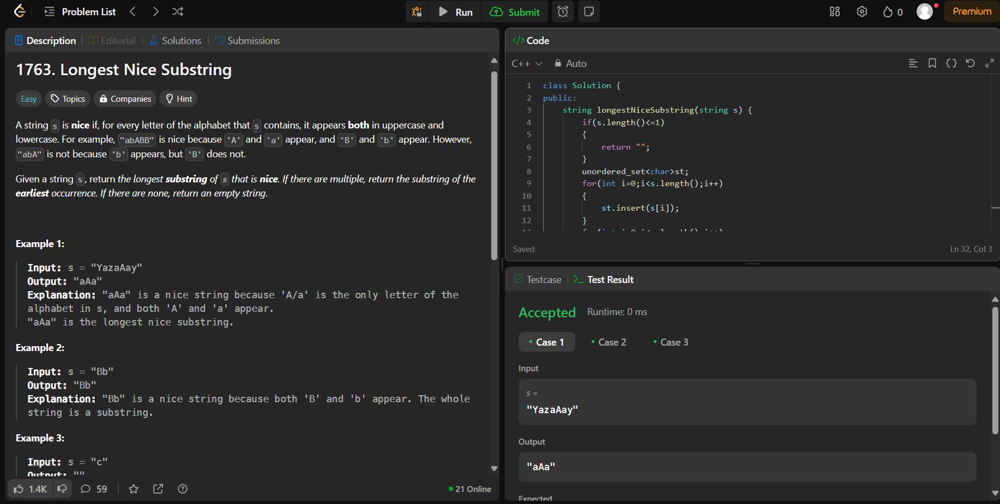 Problem List
Run
Submit
0
Premium
Description
Editorial
Solutions
Submissions
1763. Longest Nice Substring
Easy
Topics
Companies
Hint
A string s is nice if, for every letter of the alphabet that s contains, it appears both in uppercase and
lowercase. For example, "abABB" is nice because 'A' and 'a' appear, and 'B' and 'b' appear. However,
"abA" is not because 'b' appears, but 'B' does not.
Given a string s, return the longest substring of s that is nice. If there are multiple, return the substring of the
earliest occurrence. If there are none, return an empty string.
Example 1:
Input: s = "YazaAay"
Output: "aAa"
Explanation: "aAa" is a nice string because 'A/a' is the only letter of the
alphabet in s, and both 'A' and 'a' appear.
"aAa" is the longest nice substring.
Example 2:
Input: s = "Bb"
Output: "Bb"
Explanation: "Bb" is a nice string because both 'B' and 'b' appear. The whole
string is a substring.
Example 3:
Input: s = "c"
Output: ""
1.4K
59
21 Online
</> Code
C++
Auto
1 class Solution {
2 public:
3 string longestNiceSubstring(string s) {
4 if(s.length()<=1)
5 {
6 return "";
7 }
8 unordered_set<char>st;
9 for(int i=0;i<s.length();i++)
10 {
11 st.insert(s[i]);
12 }
13 for(int i=0;i<s.length();i++)
Saved
Ln 32, Col 3
Testcase
Test Result
Accepted
Runtime: 0 ms
Case 1
Case 2
Case 3
Input
s =
"YazaAay"
Output
"aAa"
Expected